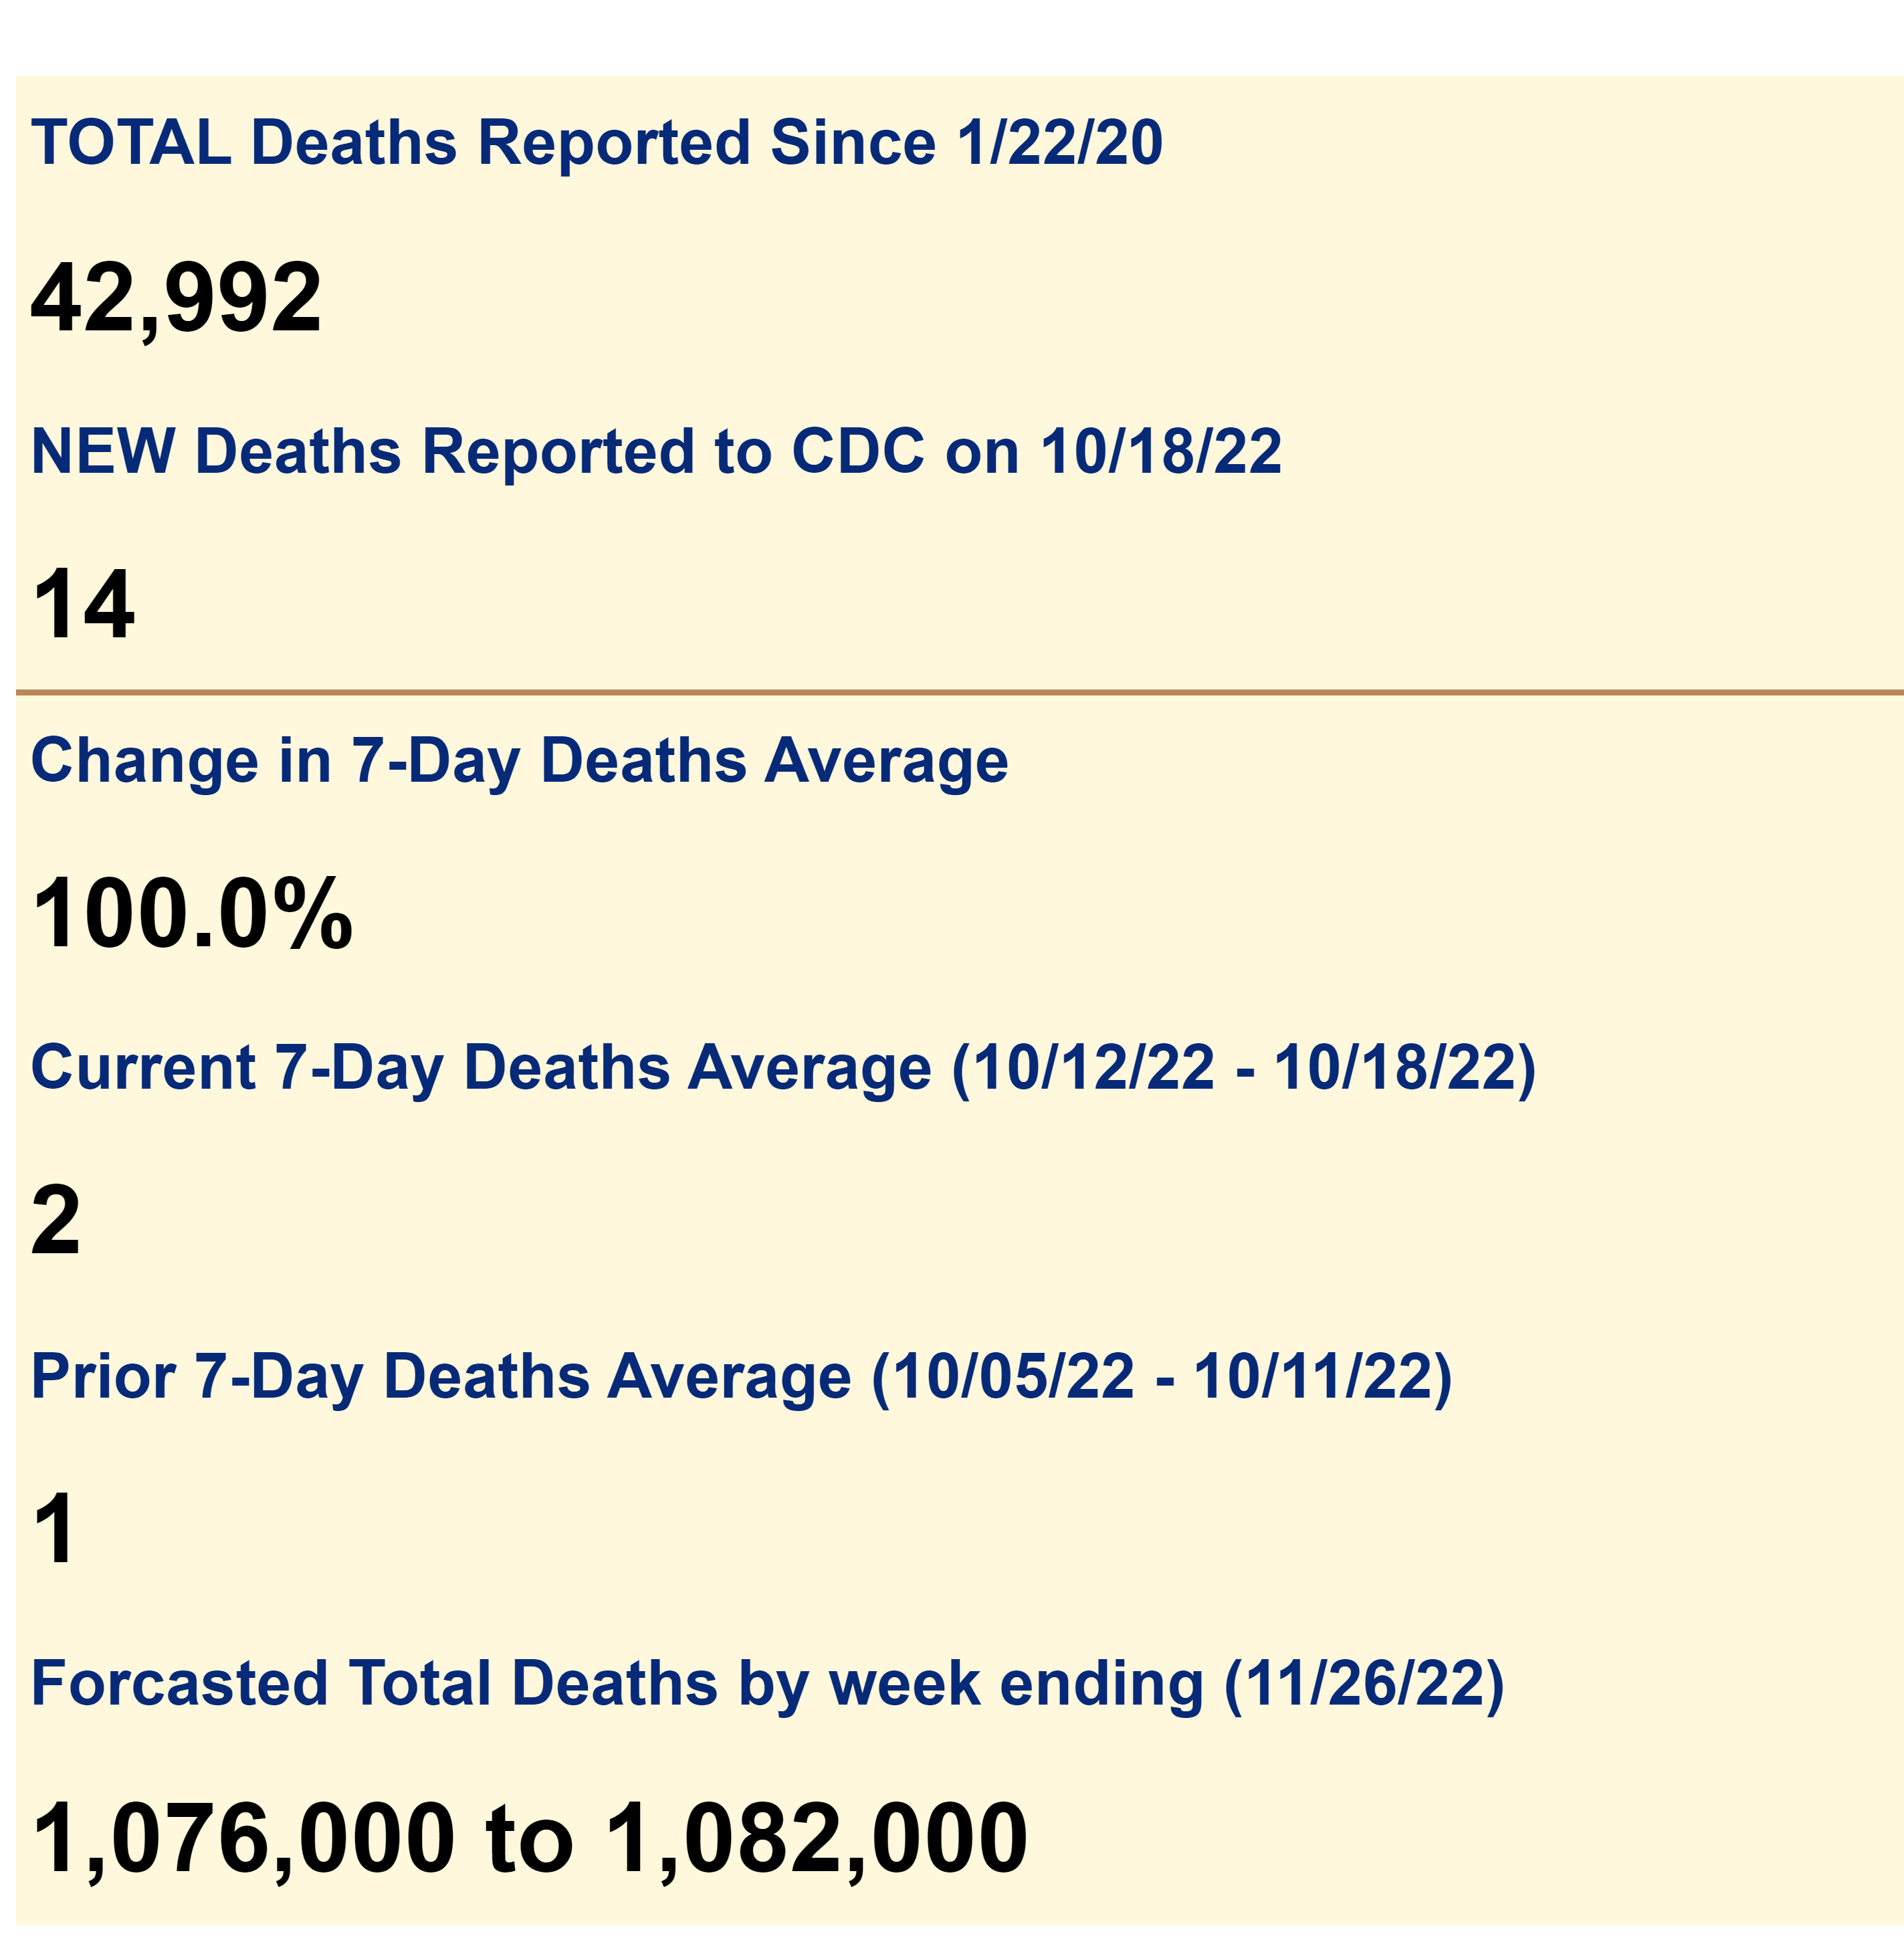 TOTAL Deaths Reported Since 1/22/20
42,992
NEW Deaths Reported to CDC on 10/18/22
14
Change in 7-Day Deaths Average
100.0%
Current 7-Day Deaths Average (10/12/22 - 10/18/22)
2
Prior 7-Day Deaths Average (10/05/22 - 10/11/22)
1
Forcasted Total Deaths by week ending (11/26/22)
1,076,000 to 1,082,000